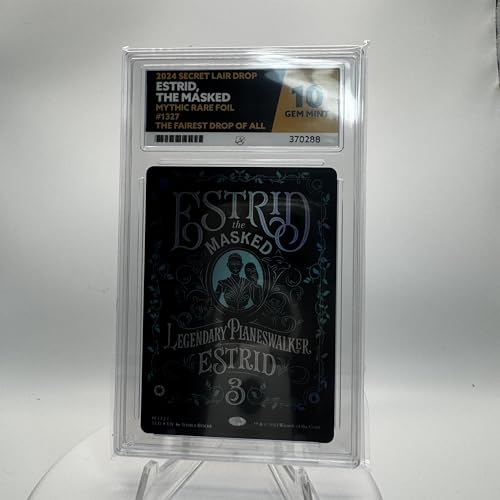 2024 SECRET LAIR DROP
ESTRID,
THE MASKED
MYTHIC RARE FOIL
#1327
THE FAIREST DROP OF ALL
10
GEM MINT
370288
ESTRID
the
MASKED
LEGENDARY PLANESWALKER
ESTRID
3